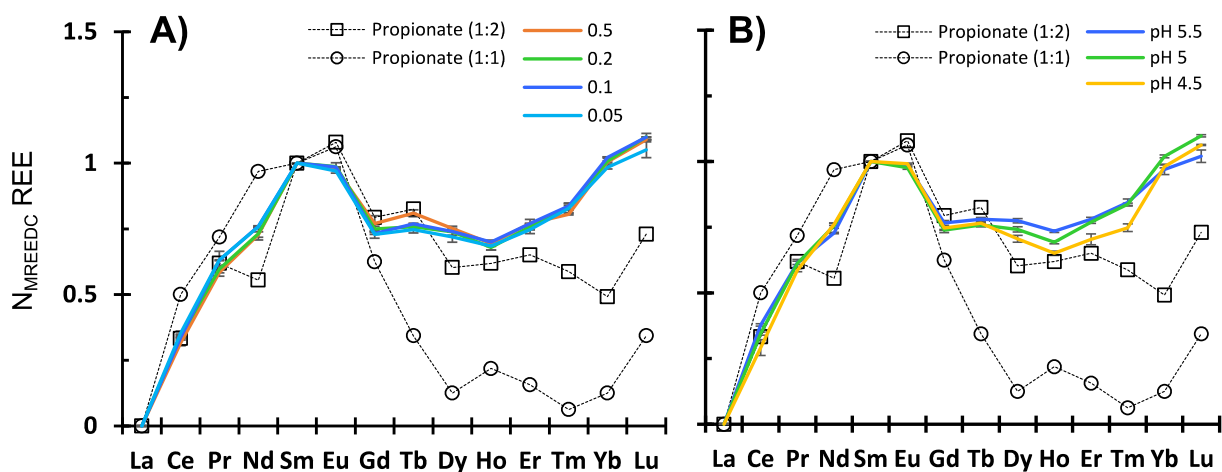 A)
Propionate (1:2)
Propionate (1:1)
0.5
0.2
0.1
0.05
1.5
1
0.5
0
N_MREEDC REE
La Ce Pr Nd Sm Eu Gd Tb Dy Ho Er Tm Yb Lu
B)
Propionate (1:2)
Propionate (1:1)
pH 5.5
pH 5
pH 4.5
La Ce Pr Nd Sm Eu Gd Tb Dy Ho Er Tm Yb Lu